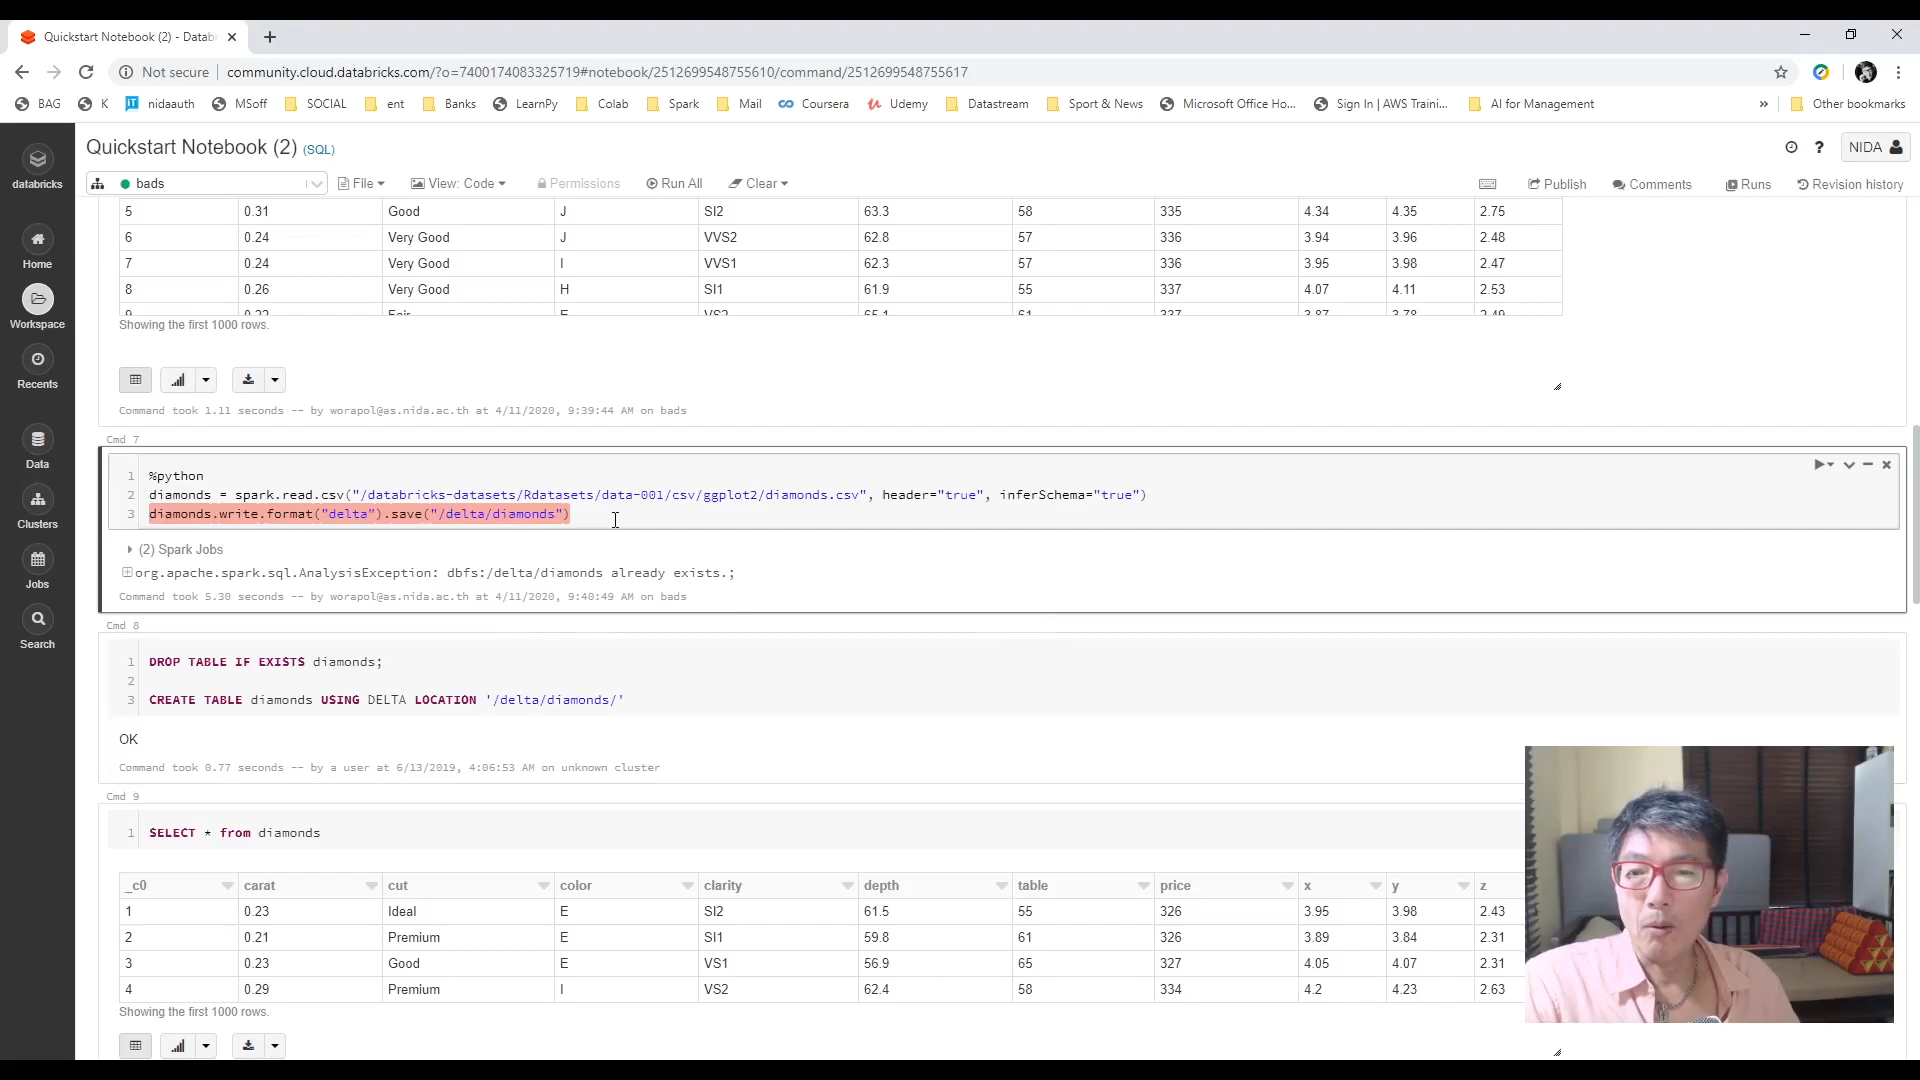 Quickstart Notebook (2) - Datab
Not secure | community.cloud.databricks.com/?o=7400174083325719#notebook/2512699548755610/command/2512699548755617
BAG K nidaauth MSoff SOCIAL ent Banks LearnPy Colab Spark Mail Coursera Udemy Datastream Sport & News Microsoft Office Ho... Sign In | AWS Traini... AI for Management » Other bookmarks
databricks
Home
Workspace
Recents
Data
Clusters
Jobs
Search
Quickstart Notebook (2) (SQL)
? NIDA
bads File View: Code Permissions Run All Clear Publish Comments Runs Revision history
5 0.31 Good J SI2 63.3 58 335 4.34 4.35 2.75
6 0.24 Very Good J VVS2 62.8 57 336 3.94 3.96 2.48
7 0.24 Very Good I VVS1 62.3 57 336 3.95 3.98 2.47
8 0.26 Very Good H SI1 61.9 55 337 4.07 4.11 2.53
9 0.22 Fair E VS2 65.1 61 337 3.87 3.78 2.49
Showing the first 1000 rows.
Command took 1.11 seconds -- by worapol@as.nida.ac.th at 4/11/2020, 9:39:44 AM on bads
Cmd 7
1 %python
2 diamonds = spark.read.csv("/databricks-datasets/Rdatasets/data-001/csv/ggplot2/diamonds.csv", header="true", inferSchema="true")
3 diamonds.write.format("delta").save("/delta/diamonds")
(2) Spark Jobs
org.apache.spark.sql.AnalysisException: dbfs:/delta/diamonds already exists.;
Command took 5.30 seconds -- by worapol@as.nida.ac.th at 4/11/2020, 9:40:49 AM on bads
Cmd 8
1 DROP TABLE IF EXISTS diamonds;
2
3 CREATE TABLE diamonds USING DELTA LOCATION '/delta/diamonds/'
OK
Command took 0.77 seconds -- by a user at 6/13/2019, 4:06:53 AM on unknown cluster
Cmd 9
1 SELECT * from diamonds
_c0 carat cut color clarity depth table price x y z
1 0.23 Ideal E SI2 61.5 55 326 3.95 3.98 2.43
2 0.21 Premium E SI1 59.8 61 326 3.89 3.84 2.31
3 0.23 Good E VS1 56.9 65 327 4.05 4.07 2.31
4 0.29 Premium I VS2 62.4 58 334 4.2 4.23 2.63
Showing the first 1000 rows.